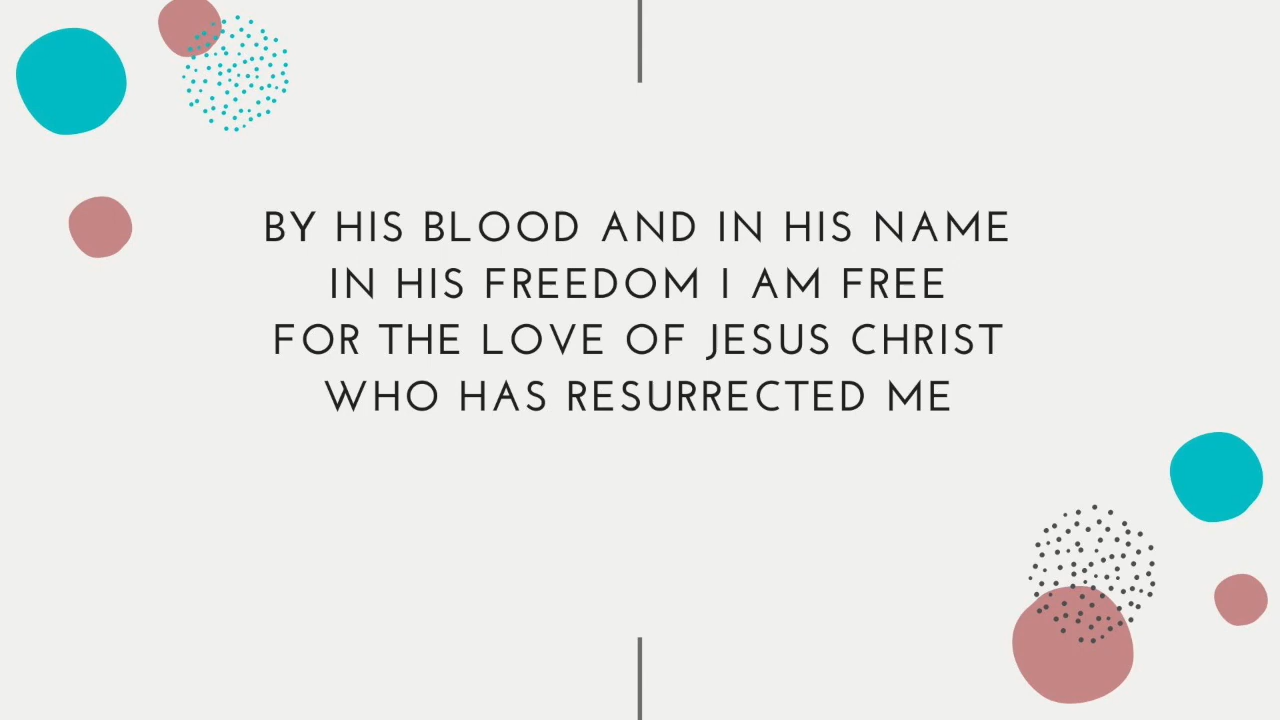 BY HIS BLOOD AND IN HIS NAME
IN HIS FREEDOM I AM FREE
FOR THE LOVE OF JESUS CHRIST
WHO HAS RESURRECTED ME